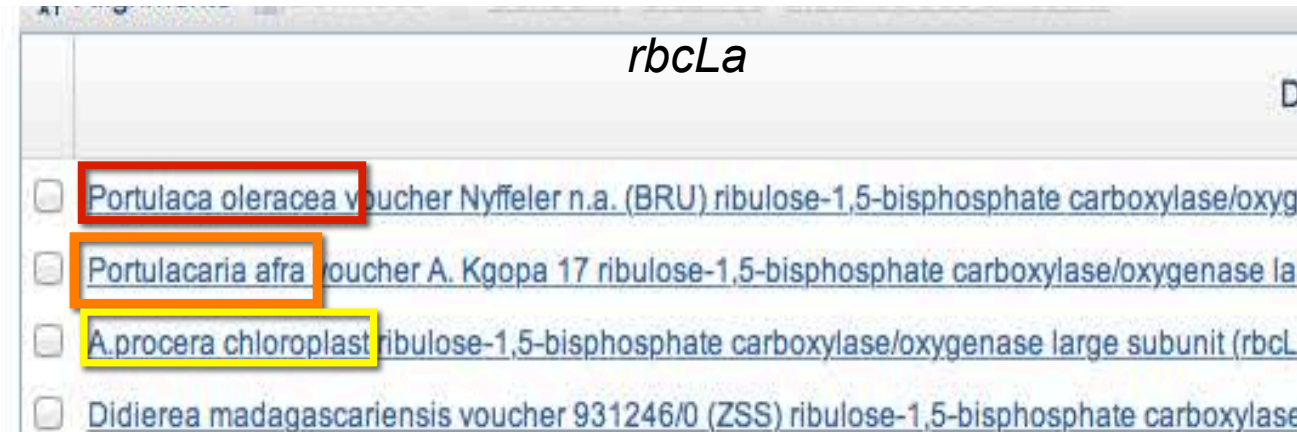 rbcLa
D
Portulaca oleracea voucher Nyffeler n.a. (BRU) ribulose-1,5-bisphosphate carboxylase/oxyg
Portulacaria afra voucher A. Kgopa 17 ribulose-1,5-bisphosphate carboxylase/oxygenase la
A.procera chloroplast ribulose-1,5-bisphosphate carboxylase/oxygenase large subunit (rbcL
Didierea madagascariensis voucher 931246/0 (ZSS) ribulose-1,5-bisphosphate carboxylase